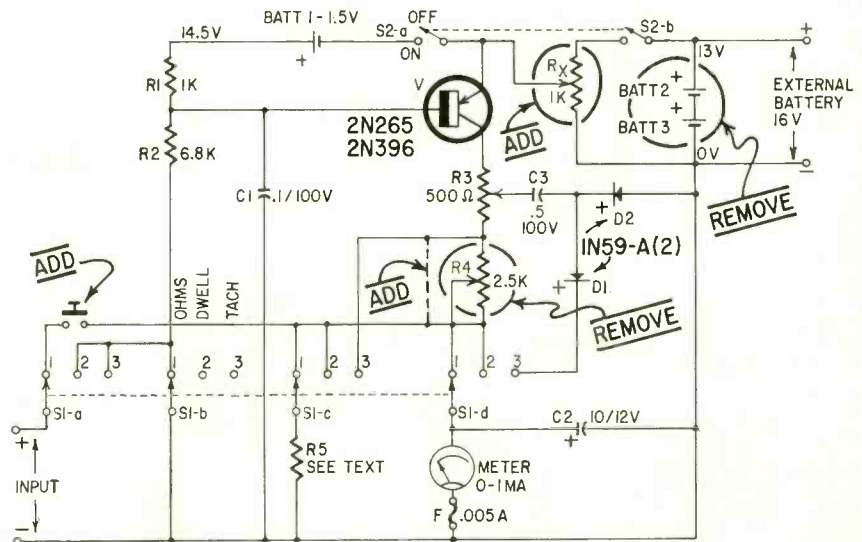 BATT 1-1.5V
OFF
S2-a
ON
S2-b
14.5V
13V
+
+
R1
1K
V
RX
1K
ADD
BATT2
+
BATT3
+
EXTERNAL
BATTERY
16V
2N265
2N396
R2
6.8K
0V
-
REMOVE
C1
.1/100V
R3
500Ω
C3
.5
100V
+
D2
1N59-A(2)
ADD
ADD
R4
2.5K
+
D1
REMOVE
OHMS
DWELL
TACH
1
2
3
1
2
3
1
2
3
1
2
3
S1-a
S1-b
S1-c
S1-d
+
INPUT
-
R5
SEE TEXT
C2
10/12V
+
METER
0-1MA
F
.005A